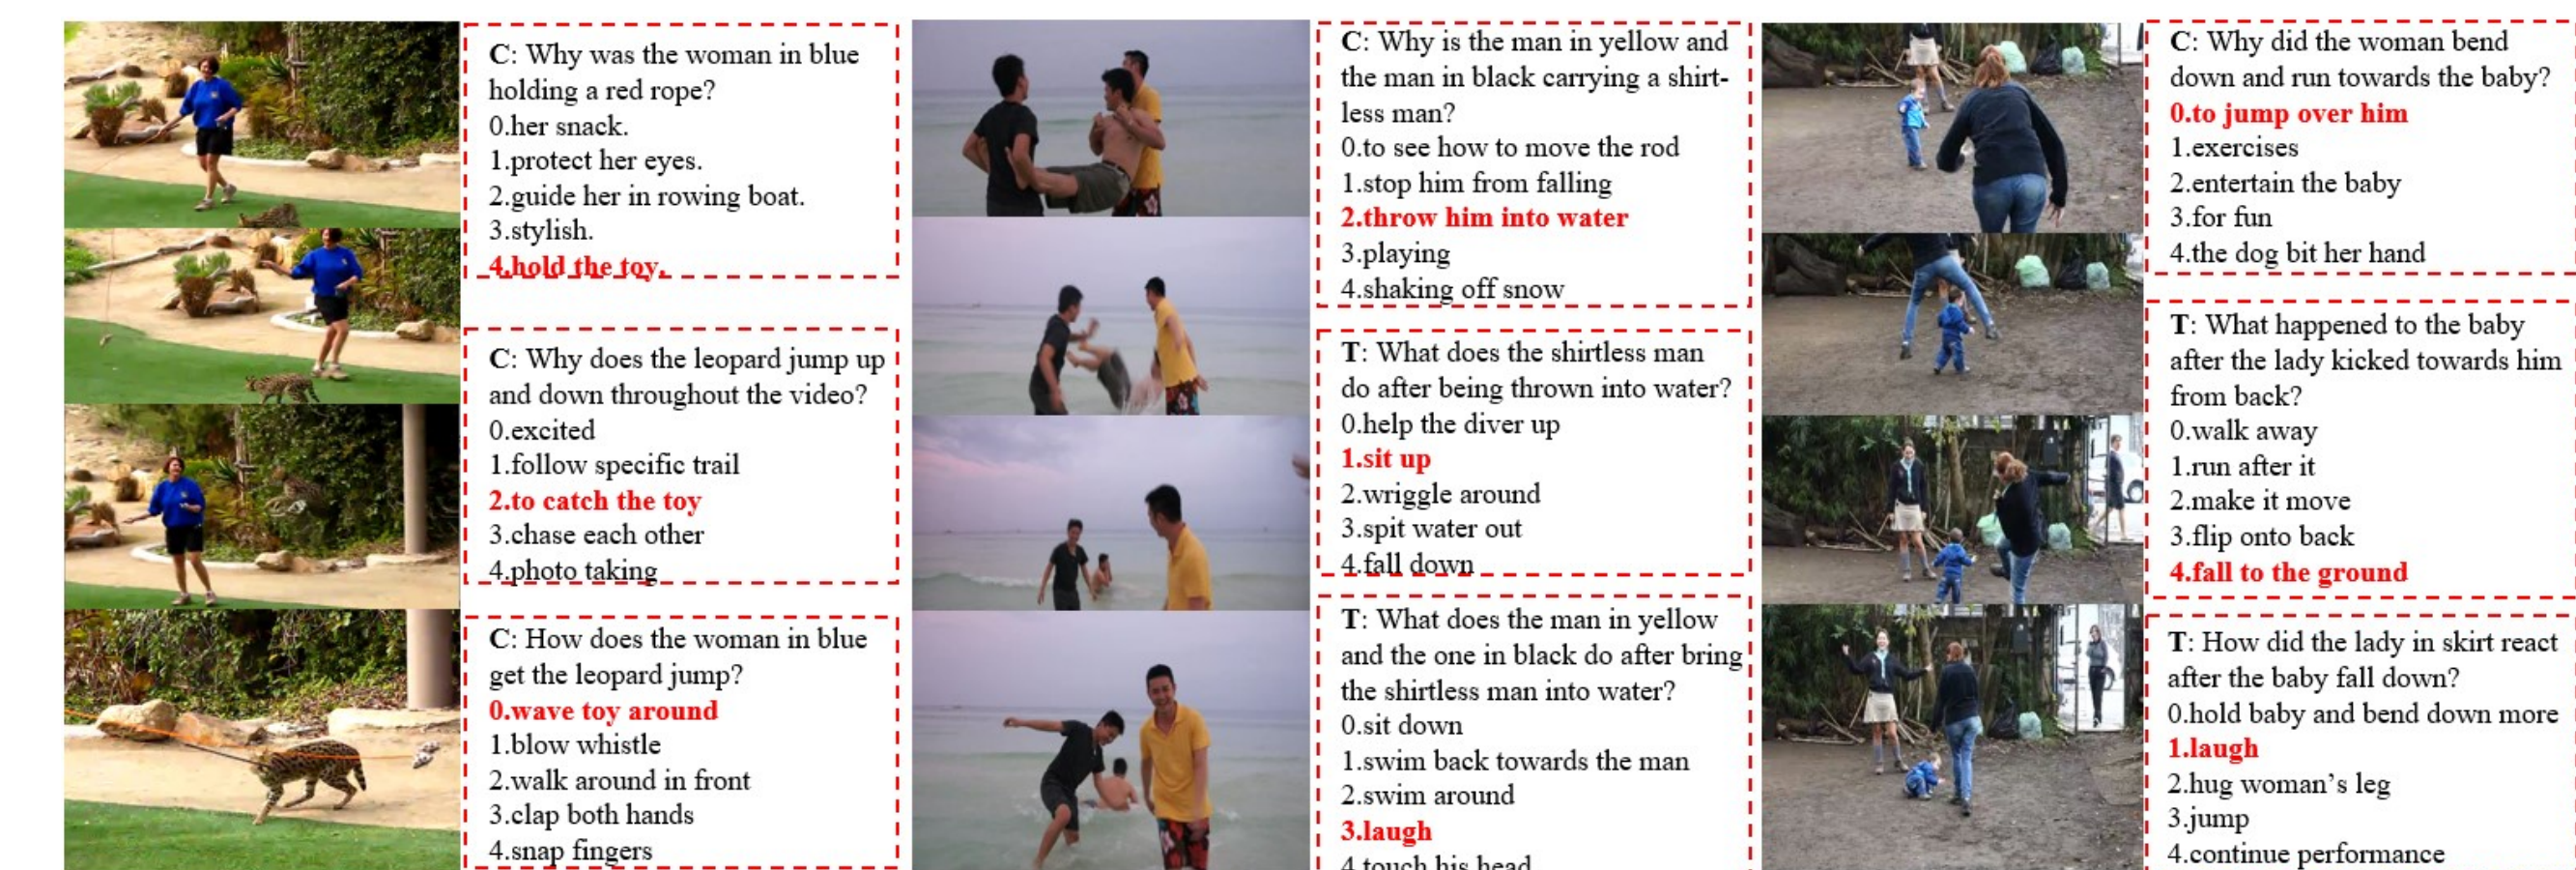 C: Why was the woman in blue
holding a red rope?
0.her snack.
1.protect her eyes.
2.guide her in rowing boat.
3.stylish.
4.hold the toy.
C: Why does the leopard jump up
and down throughout the video?
0.excited
1.follow specific trail
2.to catch the toy
3.chase each other
4.photo taking
C: How does the woman in blue
get the leopard jump?
0.wave toy around
1.blow whistle
2.walk around in front
3.clap both hands
4.snap fingers
C: Why is the man in yellow and
the man in black carrying a shirt-
less man?
0.to see how to move the rod
1.stop him from falling
2.throw him into water
3.playing
4.shaking off snow
T: What does the shirtless man
do after being thrown into water?
0.help the diver up
1.sit up
2.wriggle around
3.spit water out
4.fall down
T: What does the man in yellow
and the one in black do after bring
the shirtless man into water?
0.sit down
1.swim back towards the man
2.swim around
3.laugh
4.touch his head
C: Why did the woman bend
down and run towards the baby?
0.to jump over him
1.exercises
2.entertain the baby
3.for fun
4.the dog bit her hand
T: What happened to the baby
after the lady kicked towards him
from back?
0.walk away
1.run after it
2.make it move
3.flip onto back
4.fall to the ground
T: How did the lady in skirt react
after the baby fall down?
0.hold baby and bend down more
1.laugh
2.hug woman's leg
3.jump
4.continue performance